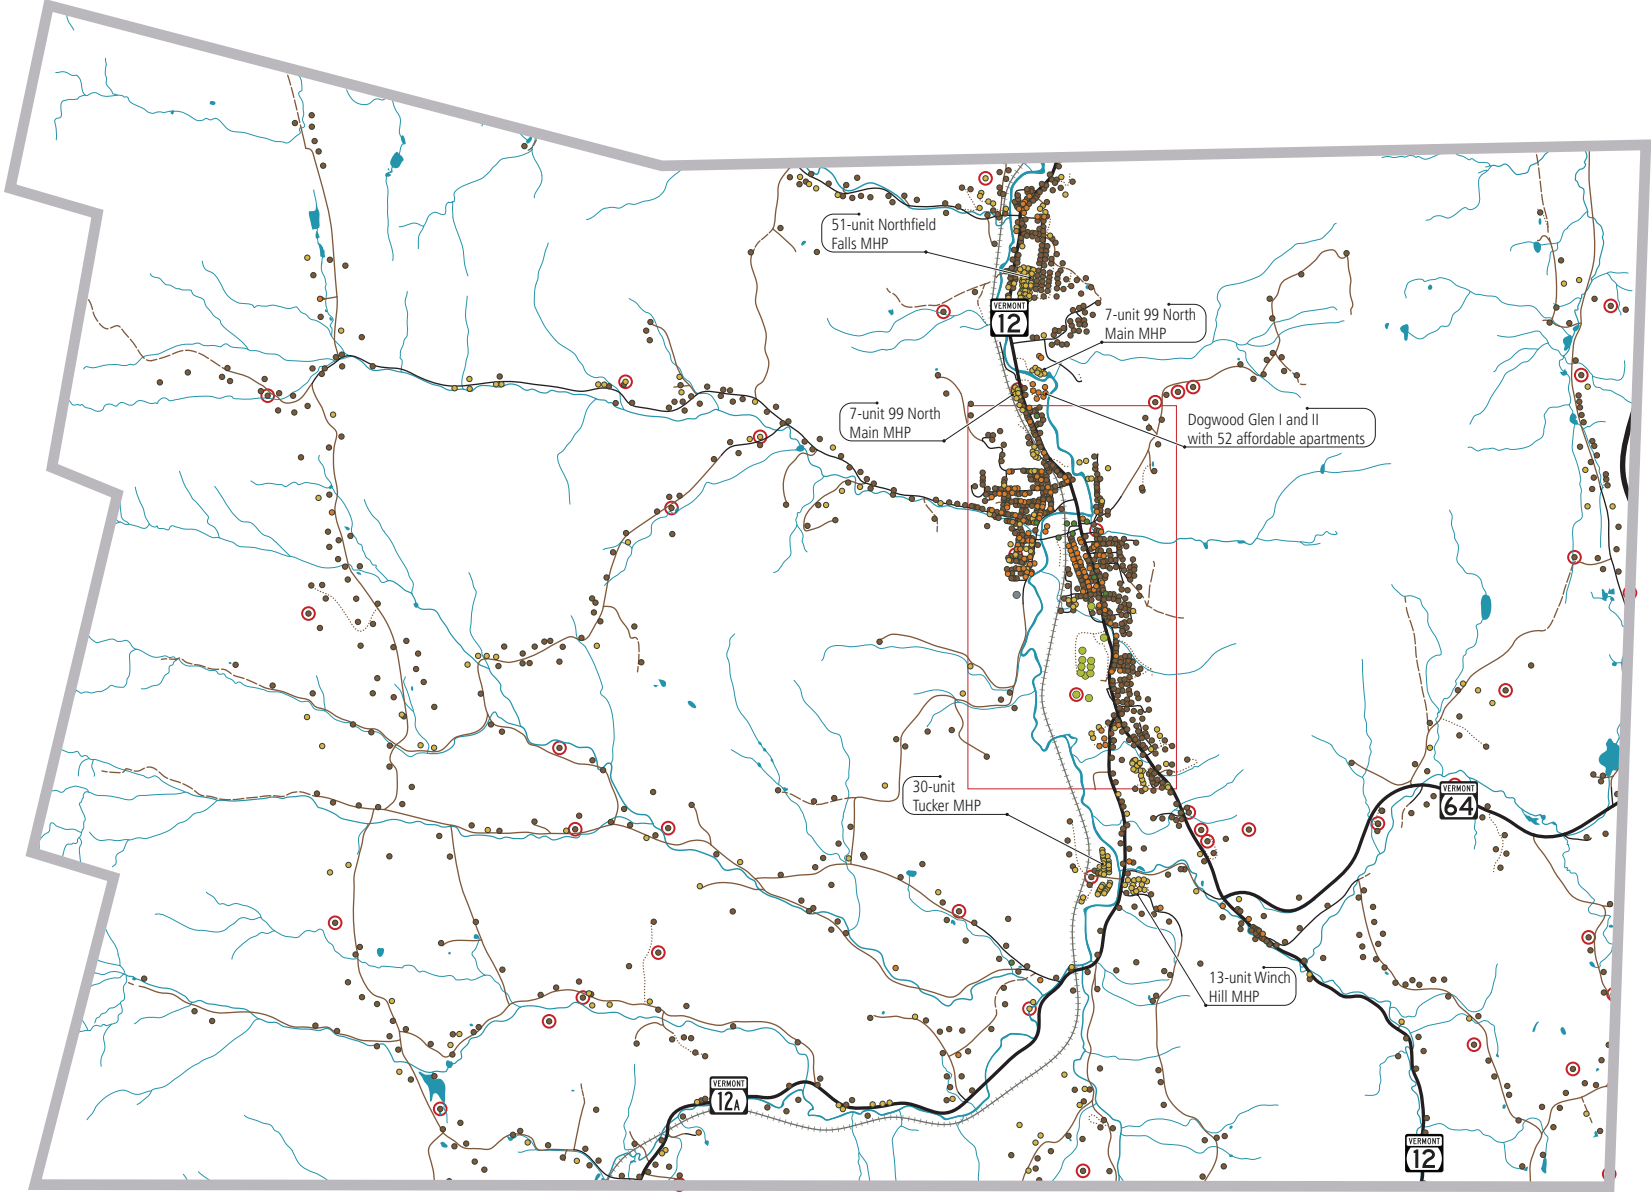 51-unit Northfield
Falls MHP
VERMONT
12
7-unit 99 North
Main MHP
7-unit 99 North
Main MHP
Dogwood Glen I and II
with 52 affordable apartments
30-unit
Tucker MHP
VERMONT
64
13-unit Winch
Hill MHP
VERMONT
12A
VERMONT
12